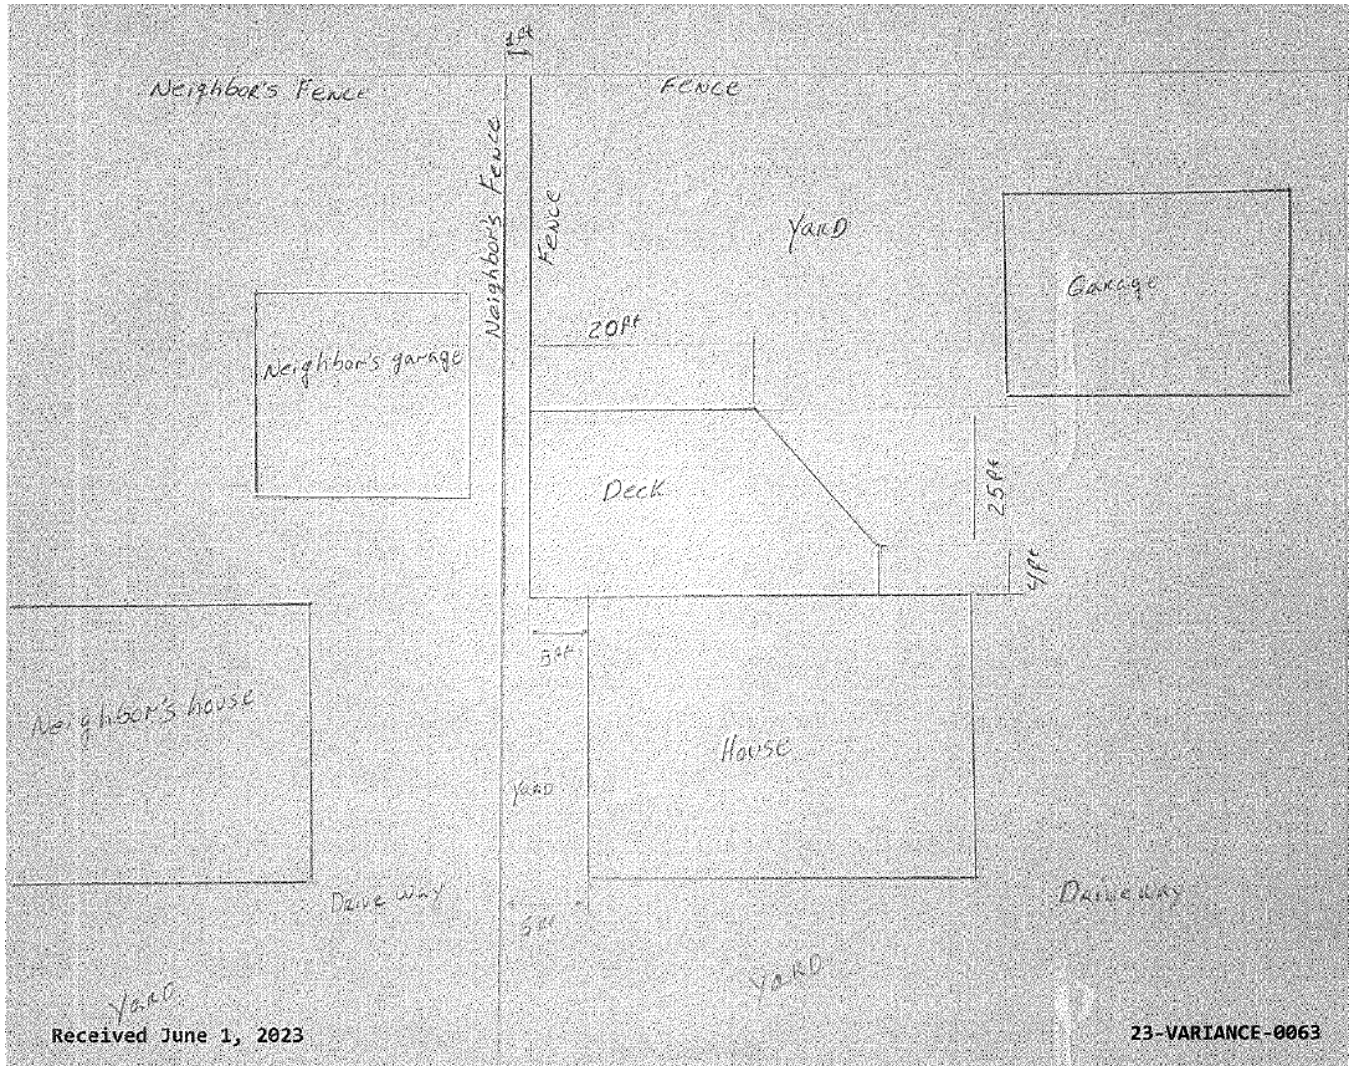 1ft
Neighbor's Fence
Fence
Neighbor's Fence
Fence
Yard
Garage
20ft
Neighbor's garage
Deck
25ft
4ft
Neighbor's house
House
Yard
Drive Way
Driveway
5ft
Yard
Yard
Received June 1, 2023
23-VARIANCE-0063